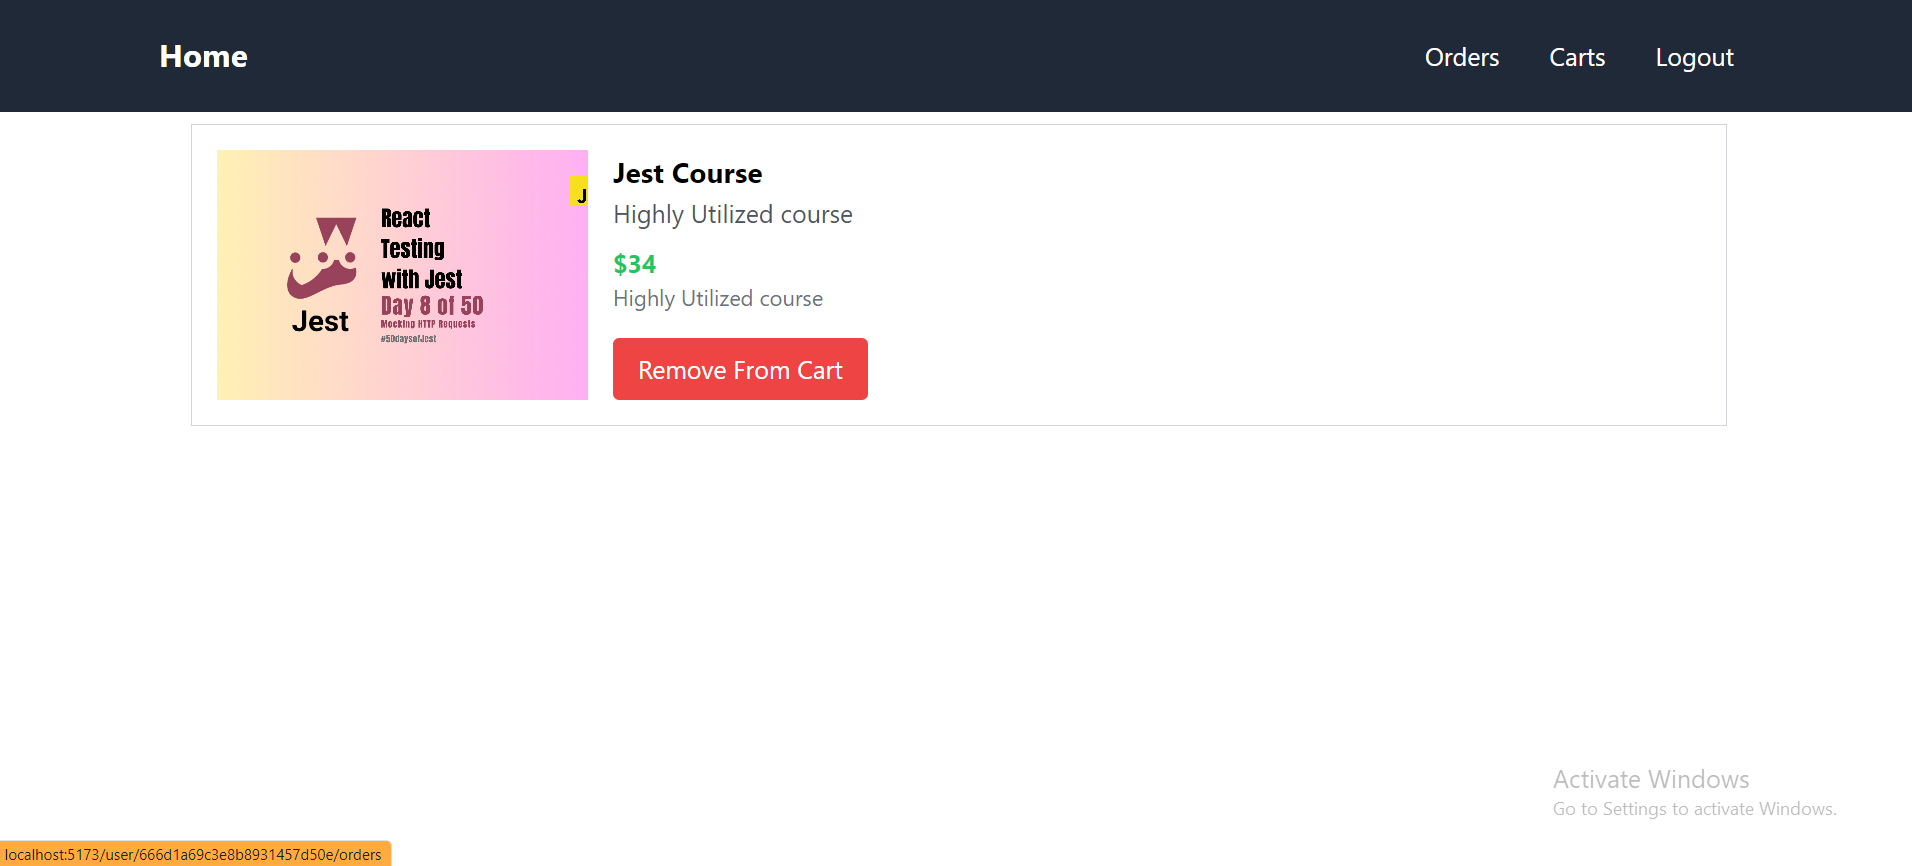 Home
Orders
Carts
Logout
J
React
Testing
with Jest
Day 8 of 50
Mocking HTTP Requests
#50daysofJest
Jest
Jest Course
Highly Utilized course
$34
Highly Utilized course
Remove From Cart
Activate Windows
Go to Settings to activate Windows.
localhost:5173/user/666d1a69c3e8b8931457d50e/orders